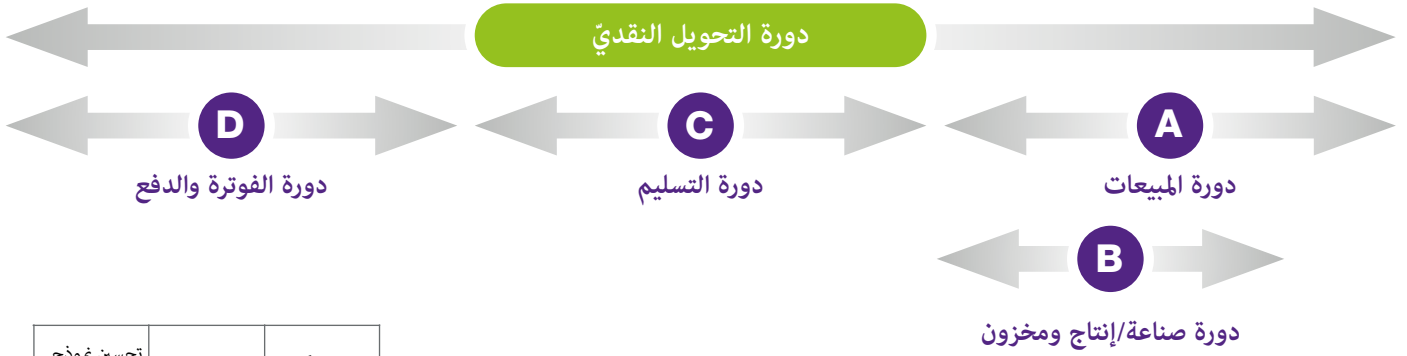 دورة التحويل النقديّ
A
دورة المبيعات
B
دورة صناعة/إنتاج ومخزون
C
دورة التسليم
D
دورة الفوترة والدفع